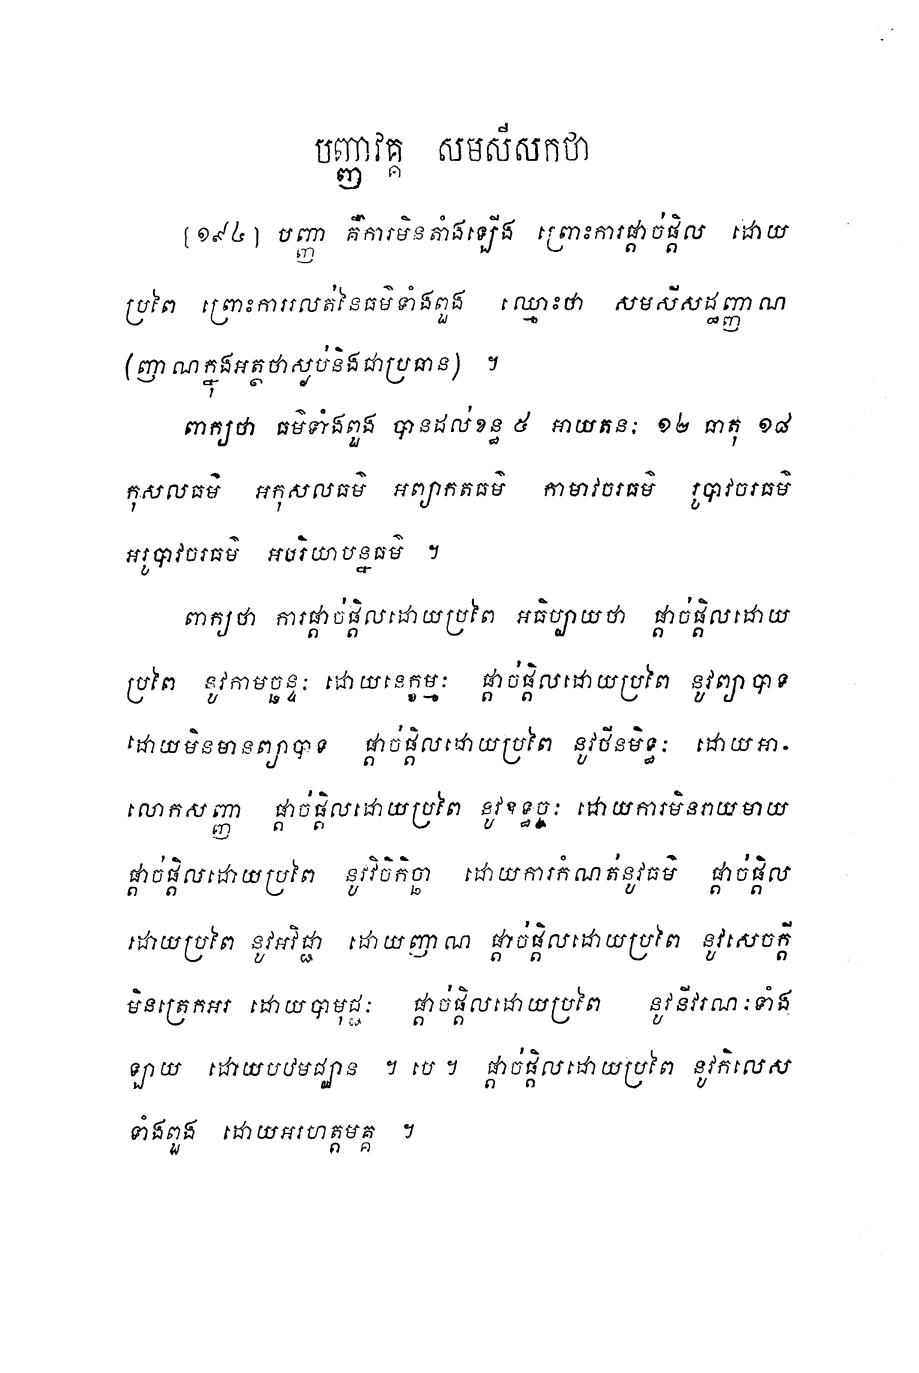 បញ្ញាវគ្គ សមសីសកថា
[១៩៤] បញ្ញា គឺការមិនតាំងឡើង ព្រោះការផ្តាច់ផ្តិល ដោយ
ប្រពៃ ព្រោះការរលត់នៃធម៌ទាំងពួង ឈ្មោះថា សមសីសដ្ឋញ្ញាណ
(ញាណក្នុងអត្ថថាស្ងប់និងជាប្រធាន) ។
ពាក្យថា ធម៌ទាំងពួង បានដល់ខន្ធ ៥ អាយតនៈ ១២ ធាតុ ១៨
កុសលធម៌ អកុសលធម៌ អព្យាកតធម៌ កាមាវចរធម៌ រូបាវចរធម៌
អរូបាវចរធម៌ អបរិយាបន្នធម៌ ។
ពាក្យថា ការផ្តាច់ផ្តិលដោយប្រពៃ អធិប្បាយថា ផ្តាច់ផ្តិលដោយ
ប្រពៃ នូវកាមច្ឆន្ទៈ ដោយនេក្ខម្មៈ ផ្តាច់ផ្តិលដោយប្រពៃ នូវព្យាបាទ
ដោយមិនមានព្យាបាទ ផ្តាច់ផ្តិលដោយប្រពៃ នូវថីនមិទ្ធៈ ដោយអា-
លោកសញ្ញា ផ្តាច់ផ្តិលដោយប្រពៃ នូវឧទ្ធច្ចៈ ដោយការមិនរាយមាយ
ផ្តាច់ផ្តិលដោយប្រពៃ នូវវិចិកិច្ឆា ដោយការកំណត់នូវធម៌ ផ្តាច់ផ្តិល
ដោយប្រពៃ នូវអវិជ្ជា ដោយញាណ ផ្តាច់ផ្តិលដោយប្រពៃ នូវសេចក្តី
មិនត្រេកអរ ដោយបាមុជ្ជៈ ផ្តាច់ផ្តិលដោយប្រពៃ នូវនីវរណៈទាំង
ឡាយ ដោយបឋមជ្ឈាន ។ បេ ។ ផ្តាច់ផ្តិលដោយប្រពៃ នូវកិលេស
ទាំងពួង ដោយអរហត្តមគ្គ ។